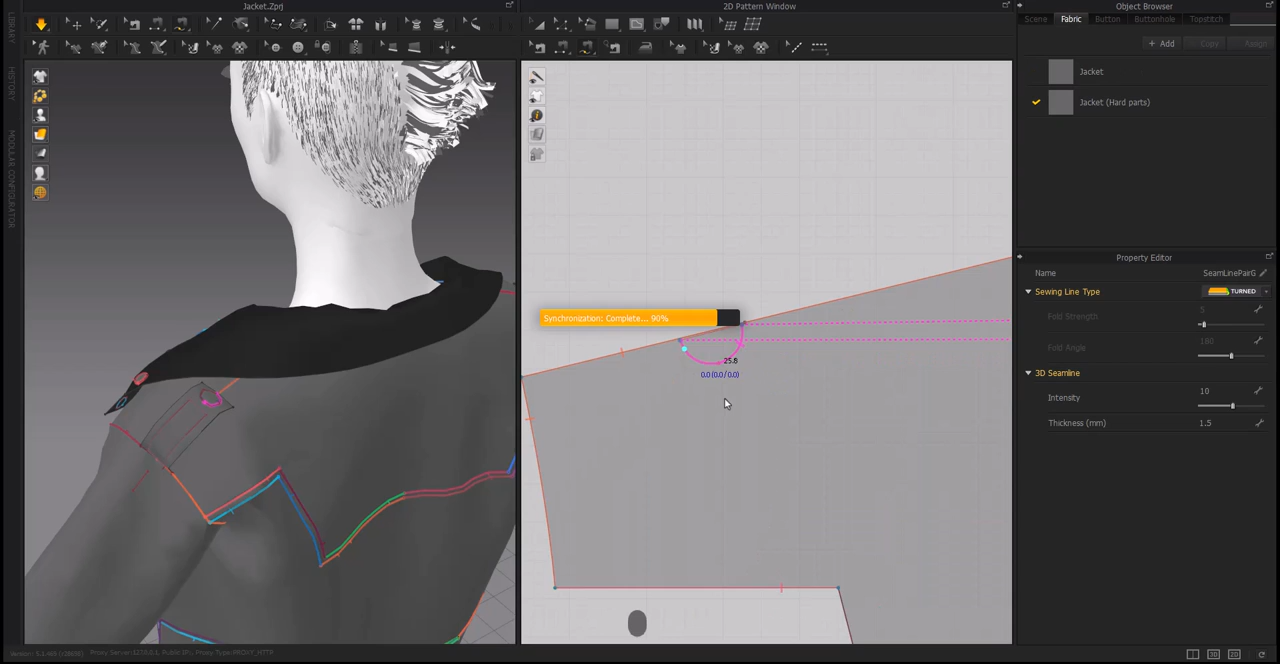 Jacket.Zprj
2D Pattern Window
Object Browser
LIBRARY
HISTORY
MODULAR CONFIGURATOR
Scene
Fabric
Button
Buttonhole
Topstitch
+ Add
Copy
Assign
Jacket
Jacket (Hard parts)
Property Editor
Name
SeamLinePairG
Sewing Line Type
TURNED
Fold Strength
5
Fold Angle
180
3D Seamline
Intensity
10
Thickness (mm)
1.5
Synchronization: Complete... 90%
25.8
0.0 (0.0 / 0.0)
3D
2D